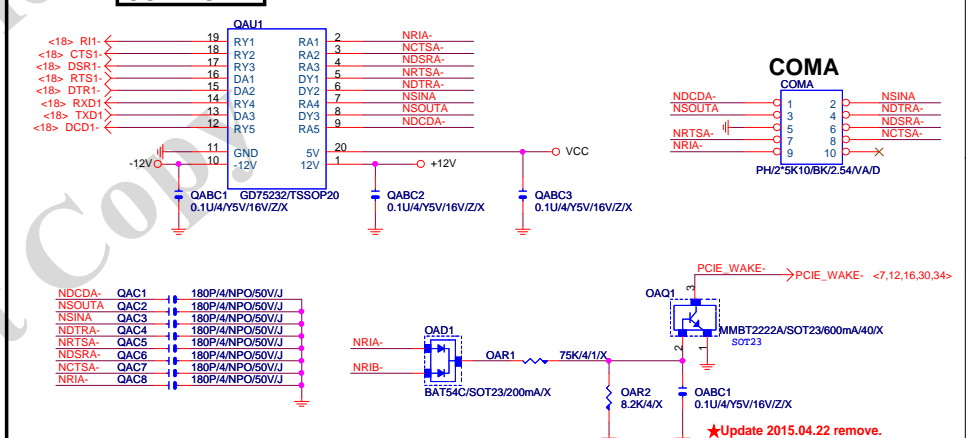 QAU1
<18> RI1- 19 RY1 RA1 2 NRIA-
<18> CTS1- 18 RY2 RA2 3 NCTSA-
<18> DSR1- 17 RY3 RA3 4 NDSRA-
<18> RTS1- 16 DA1 DY1 5 NRTSA-
<18> DTR1- 15 DA2 DY2 6 NDTRA-
<18> RXD1 14 RY4 RA4 7 NSINA
<18> TXD1 13 DA3 DY3 8 NSOUTA
<18> DCD1- 12 RY5 RA5 9 NDCDA-
11 GND 5V 20 VCC
-12V 10 -12V 12V 1 +12V
GD75232/TSSOP20
QABC1
0.1U/4/Y5V/16V/Z/X
QABC2
0.1U/4/Y5V/16V/Z/X
QABC3
0.1U/4/Y5V/16V/Z/X
COMA
COMA
NDCDA- 1 2 NSINA
NSOUTA 3 4 NDTRA-
5 6 NDSRA-
NRTSA- 7 8 NCTSA-
NRIA- 9 10
PH/2*5K10/BK/2.54/VA/D
NDCDA- QAC1 180P/4/NPO/50V/J
NSOUTA QAC2 180P/4/NPO/50V/J
NSINA QAC3 180P/4/NPO/50V/J
NDTRA- QAC4 180P/4/NPO/50V/J
NRTSA- QAC5 180P/4/NPO/50V/J
NDSRA- QAC6 180P/4/NPO/50V/J
NCTSA- QAC7 180P/4/NPO/50V/J
NRIA- QAC8 180P/4/NPO/50V/J
PCIE_WAKE- PCIE_WAKE- <7,12,16,30,34>
OAQ1
3
MMBT2222A/SOT23/600mA/40/X
SOT23
2 1
OAD1
NRIA-
NRIB-
BAT54C/SOT23/200mA/X
OAR1 75K/4/1/X
OAR2
8.2K/4/X
OABC1
0.1U/4/Y5V/16V/Z/X
★Update 2015.04.22 remove.
Copy